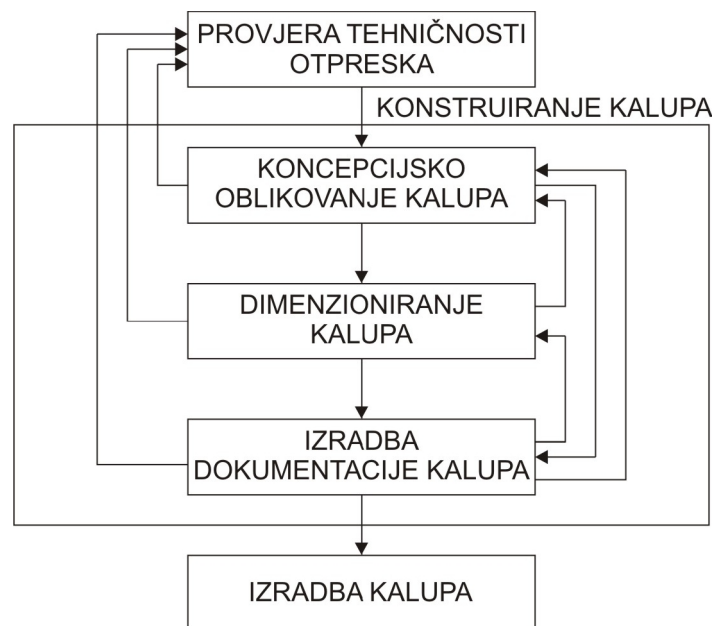 PROVJERA TEHNIČNOSTI
OTPRESKA
KONSTRUIRANJE KALUPA
KONCEPCIJSKO
OBLIKOVANJE KALUPA
DIMENZIONIRANJE
KALUPA
IZRADBA
DOKUMENTACIJE KALUPA
IZRADBA KALUPA